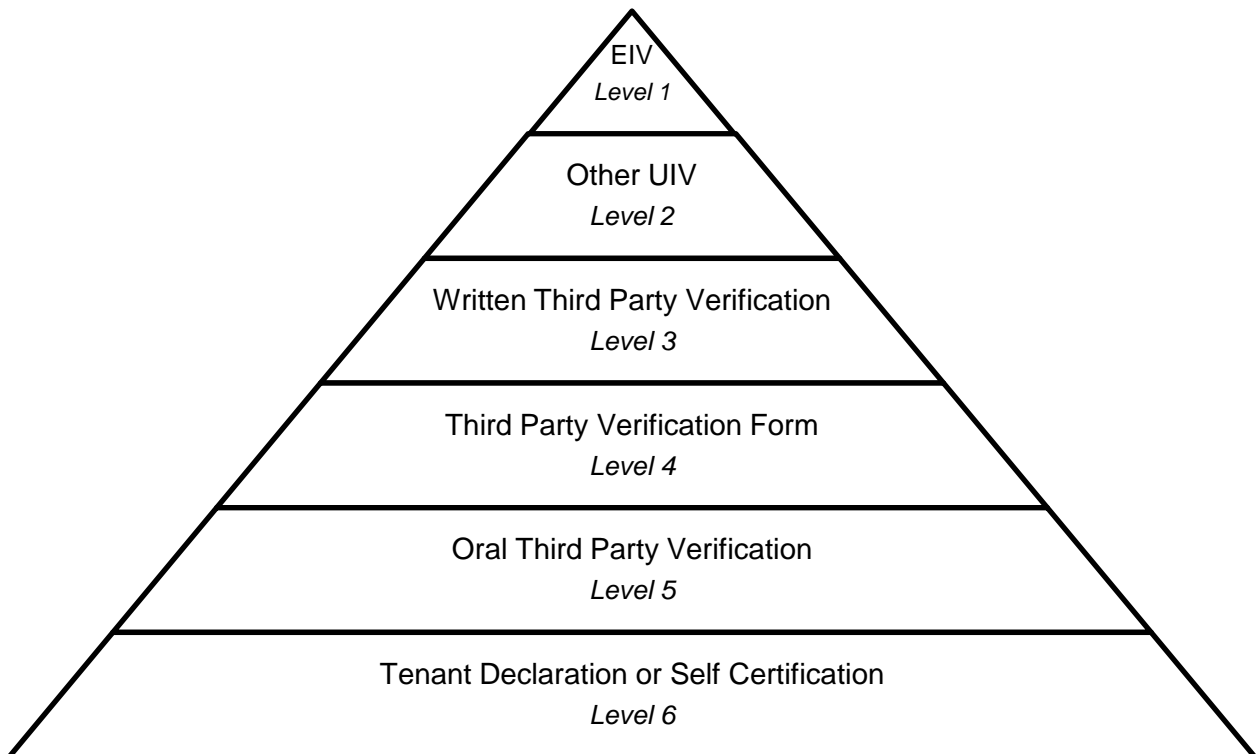 EIV
Level 1
Other UIV
Level 2
Written Third Party Verification
Level 3
Third Party Verification Form
Level 4
Oral Third Party Verification
Level 5
Tenant Declaration or Self Certification
Level 6